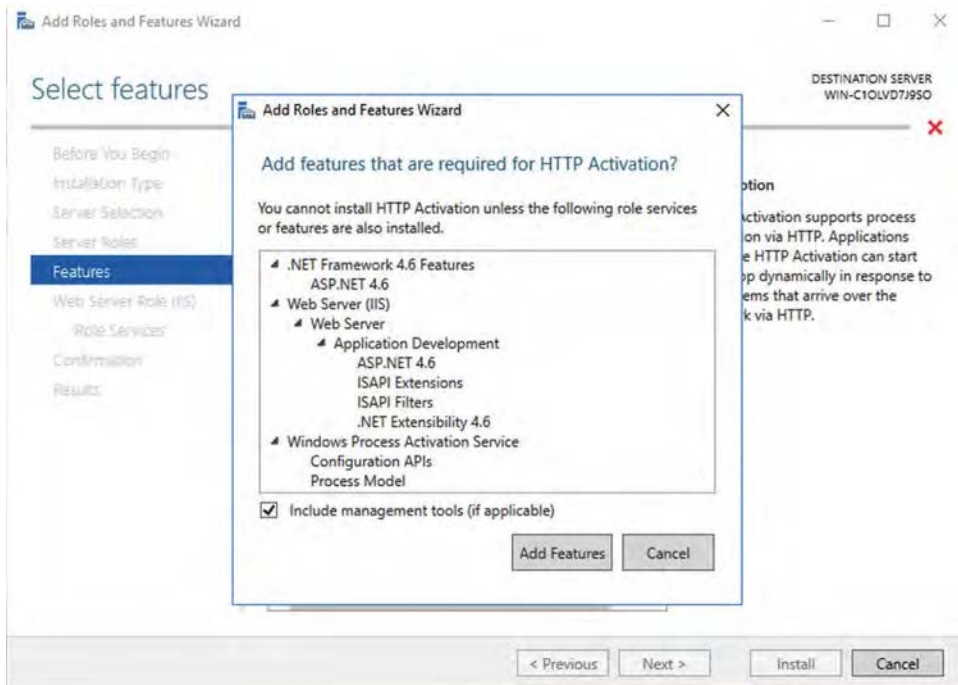 Add Roles and Features Wizard
Select features
DESTINATION SERVER
WIN-C1OLVD7J9SO
Before You Begin
Installation Type
Server Selection
Server Roles
Features
Web Server Role (IIS)
Role Services
Confirmation
Results
Add Roles and Features Wizard
Add features that are required for HTTP Activation?
You cannot install HTTP Activation unless the following role services
or features are also installed.
.NET Framework 4.6 Features
ASP.NET 4.6
Web Server (IIS)
Web Server
Application Development
ASP.NET 4.6
ISAPI Extensions
ISAPI Filters
.NET Extensibility 4.6
Windows Process Activation Service
Configuration APIs
Process Model
Include management tools (if applicable)
Add Features
Cancel
ption
ctivation supports process
on via HTTP. Applications
e HTTP Activation can start
op dynamically in response to
ems that arrive over the
k via HTTP.
< Previous
Next >
Install
Cancel